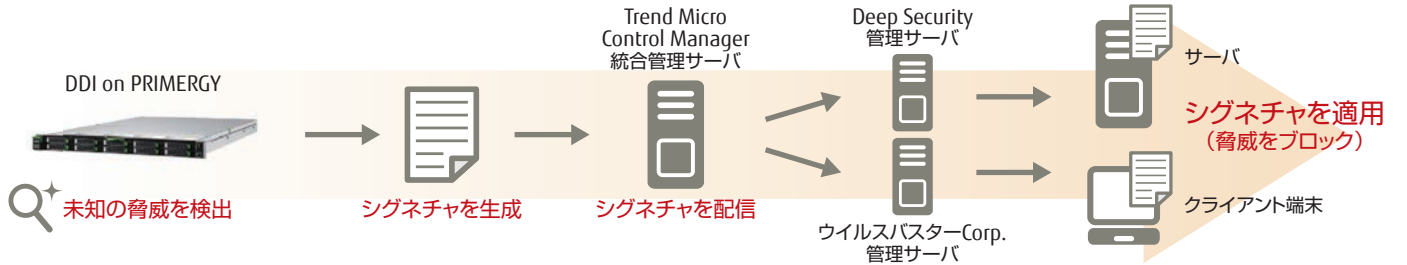 DDI on PRIMERGY
未知の脅威を検出
シグネチャを生成
Trend Micro
Control Manager
統合管理サーバ
シグネチャを配信
Deep Security
管理サーバ
ウイルスバスターCorp.
管理サーバ
サーバ
シグネチャを適用
（脅威をブロック）
クライアント端末